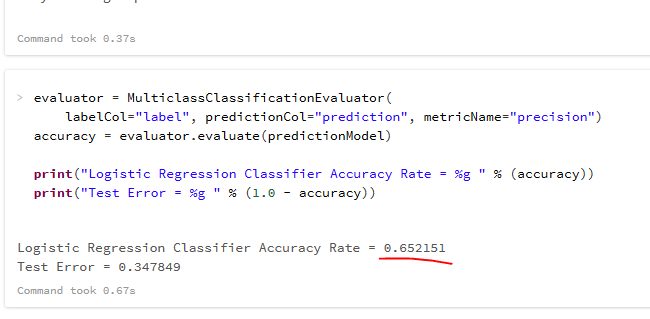 Command took 0.37s
> evaluator = MulticlassClassificationEvaluator(
labelCol="label", predictionCol="prediction", metricName="precision")
accuracy = evaluator.evaluate(predictionModel)
print("Logistic Regression Classifier Accuracy Rate = %g " % (accuracy))
print("Test Error = %g " % (1.0 - accuracy))
Logistic Regression Classifier Accuracy Rate = 0.652151
Test Error = 0.347849
Command took 0.67s